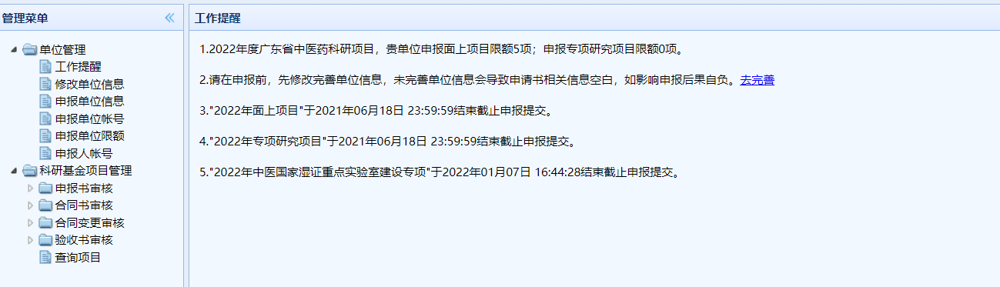 管理菜单
单位管理
工作提醒
修改单位信息
申报单位信息
申报单位帐号
申报单位限额
申报人帐号
科研基金项目管理
申报书审核
合同书审核
合同变更审核
验收书审核
查询项目
工作提醒
1.2022年度广东省中医药科研项目，贵单位申报面上项目限额5项；申报专项研究项目限额0项。
2.请在申报前，先修改完善单位信息，未完善单位信息会导致申请书相关信息空白，如影响申报后果自负。去完善
3."2022年面上项目"于2021年06月18日 23:59:59结束截止申报提交。
4."2022年专项研究项目"于2021年06月18日 23:59:59结束截止申报提交。
5."2022年中医国家湿证重点实验室建设专项"于2022年01月07日 16:44:28结束截止申报提交。